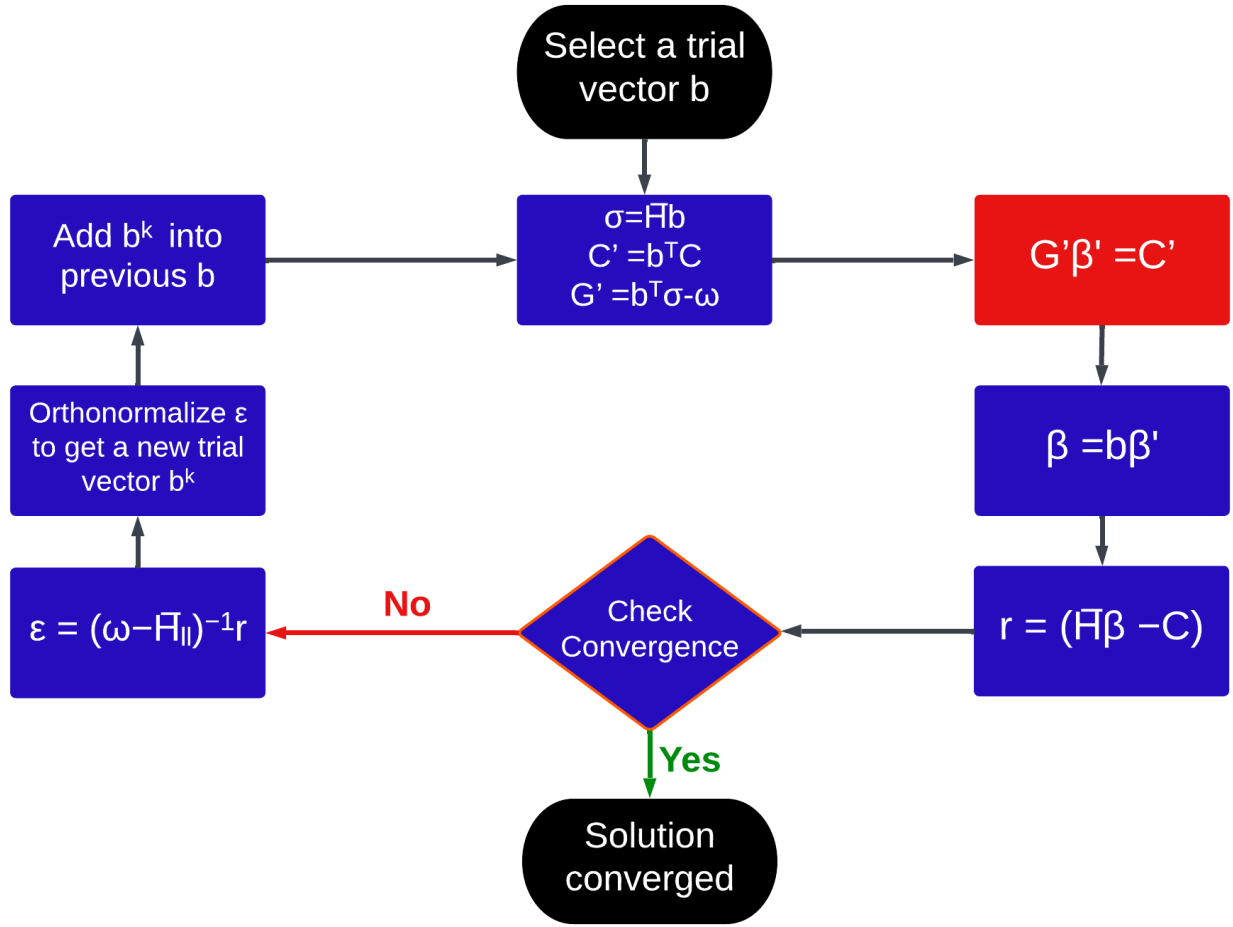 Select a trial
vector b
σ=H̅b
C’ =bᵀC
G’ =bᵀσ-ω
G’β' =C’
β =bβ'
r = (H̅β −C)
Check
Convergence
No
Yes
Solution
converged
ε = (ω−H̅ₗₗ)⁻¹r
Orthonormalize ε
to get a new trial
vector bᵏ
Add bᵏ into
previous b